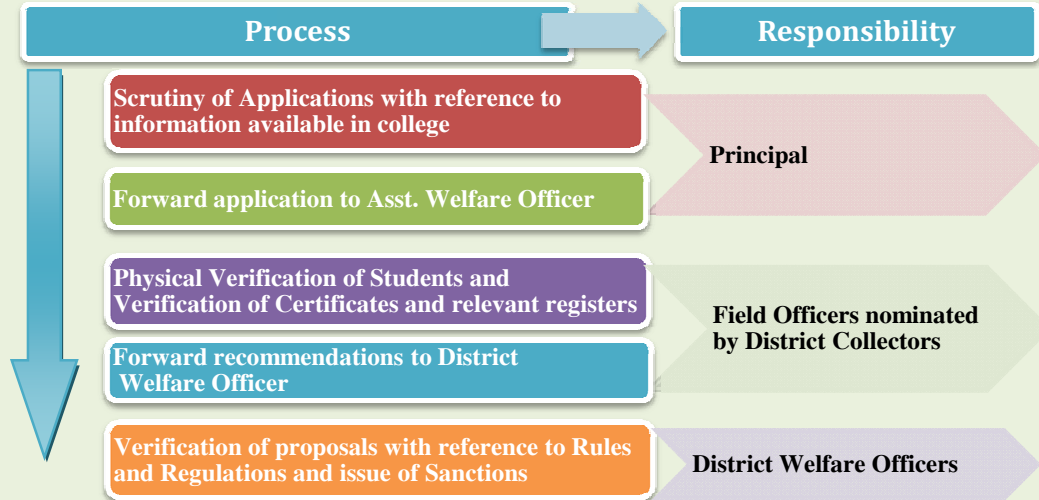 Process
Responsibility
Scrutiny of Applications with reference to
information available in college
Principal
Forward application to Asst. Welfare Officer
Physical Verification of Students and
Verification of Certificates and relevant registers
Field Officers nominated
by District Collectors
Forward recommendations to District
Welfare Officer
Verification of proposals with reference to Rules
and Regulations and issue of Sanctions
District Welfare Officers